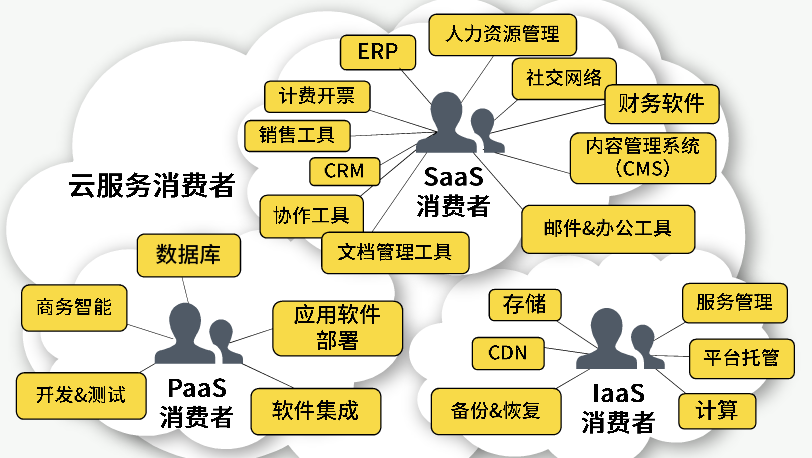 人力资源管理
ERP
社交网络
计费开票
财务软件
销售工具
内容管理系统
（CMS）
CRM
SaaS
消费者
云服务消费者
协作工具
邮件&办公工具
文档管理工具
数据库
商务智能
应用软件
部署
开发&测试
PaaS
消费者
软件集成
存储
服务管理
CDN
平台托管
IaaS
消费者
备份&恢复
计算